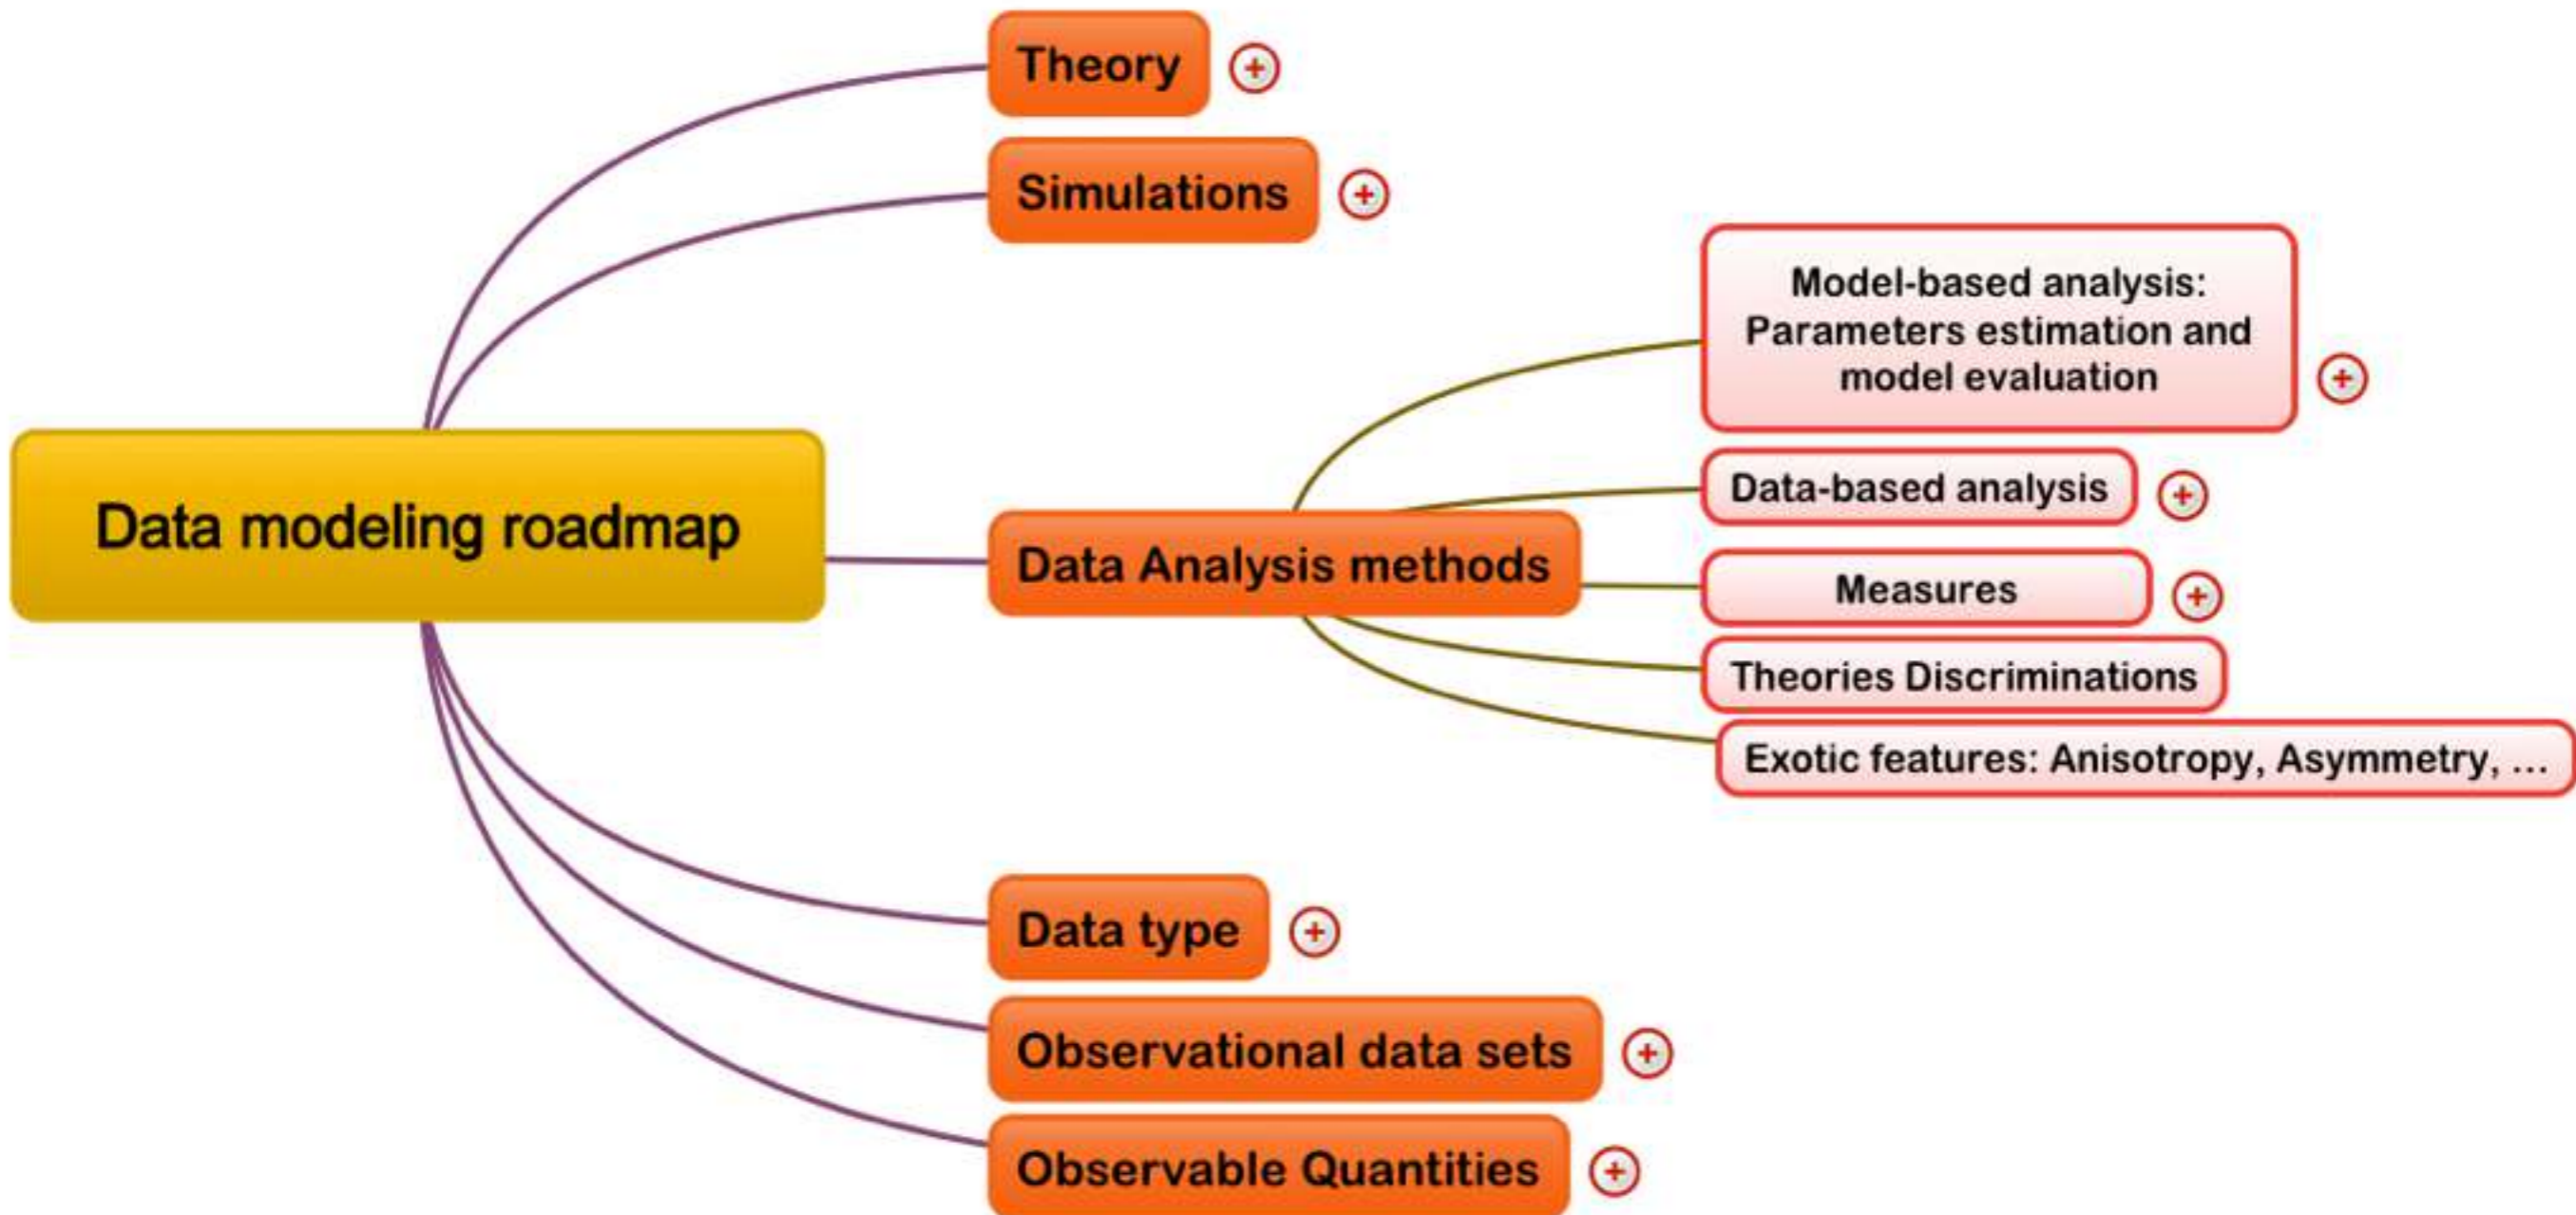 Theory
Simulations
Data modeling roadmap
Data Analysis methods
Model-based analysis:
Parameters estimation and
model evaluation
Data-based analysis
Measures
Theories Discriminations
Exotic features: Anisotropy, Asymmetry, ...
Data type
Observational data sets
Observable Quantities